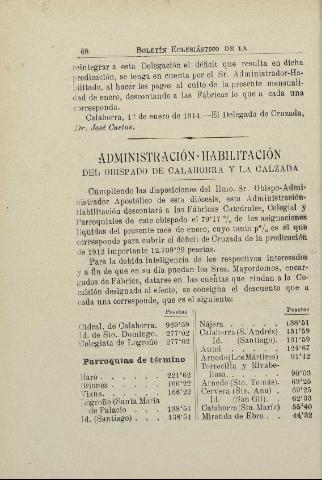 68 BOLETÍN ECLESIÁSTICO DE LA
reintegrar a esta Delegación el déficit que resulta en dicha
predicación, se tenga en cuenta por el Sr. Administrador-Ha-
bilitado, al hacer los pagos al culto de la presente mensuali-
dad de enero, descontando a las Fábricas lo que a cada una
corresponda.
Calahorra, 1.º de enero de 1914.—El Delegado de Cruzada,
Dr. José Castos.
ADMINISTRACIÓN-HABILITACIÓN
DEL OBISPADO DE CALAHORRA Y LA CALZADA
Cumpliendo las disposiciones del Ilmo. Sr. Obispo-Admi-
nistrador Apostólico de esta diócesis, esta Administración-
Habilitación descontará a las Fábricas Catedrales, Colegial y
Parroquiales de este obispado el 79'17 % de las asignaciones
líquidas del presente mes de enero, cuyo tanto p% es el que
corresponde para cubrir el déficit de Cruzada de la predicación
de 1912 importante 12.709'29 pesetas.
Para la debida inteligencia de los respectivos interesados
y a fin de que en su día puedan los Sres. Mayordomos, encar-
gados de Fábrica, datarse en las cuentas que rindan a la Co-
misión designada al efecto, se consigna el descuento que a
cada una corresponde, que es el siguiente:
Pesetas
Ctdral. de Calahorra. 969'59
Id. de Sto. Domingo. 277'02
Colegiata de Logroño 277'02
Parroquias de término
Haro . . . . . 221'62
Briones . . . . . 166'22
Viana. . . . . . 166'22
Logroño (Santa María
de Palacio . . . . 138'51
Id. (Santiago) . . . 138'51
Pesetas
Nájera . . . . . . 138'51
Calahorra (S. Andrés) 131'59
Id. (Santiago). 131'59
Autol . . . . . . 124'67
Arnedo (Los Mártires) 91'42
Torrecilla y Rivabe-
llosa. . . . . . . 90'03
Arnedo (Sto. Tomás). 69'25
Cervera (Sta. Ana) . 69'25
Id. (San Gil). . 62'33
Calahorra (Sta. María) 55'40
Miranda de Ebro . . 44'32